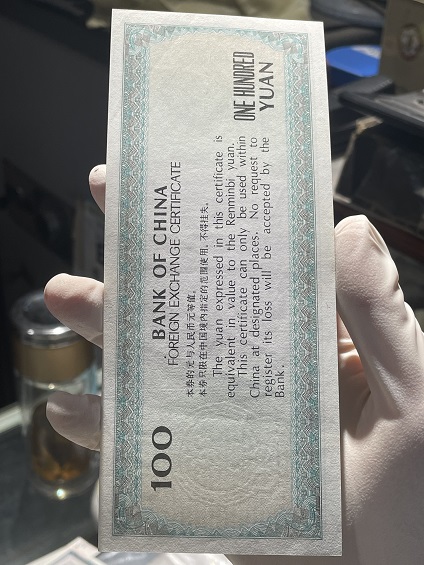 100
BANK OF CHINA
FOREIGN EXCHANGE CERTIFICATE
本券的元与人民币元等值。
本券只限在中国境内指定的范围使用，不得挂失。
The yuan expressed in this certificate is
equivalent in value to the Renminbi yuan.
This certificate can only be used within
China at designated places. No request to
register its loss will be accepted by the
Bank.
ONE HUNDRED
YUAN